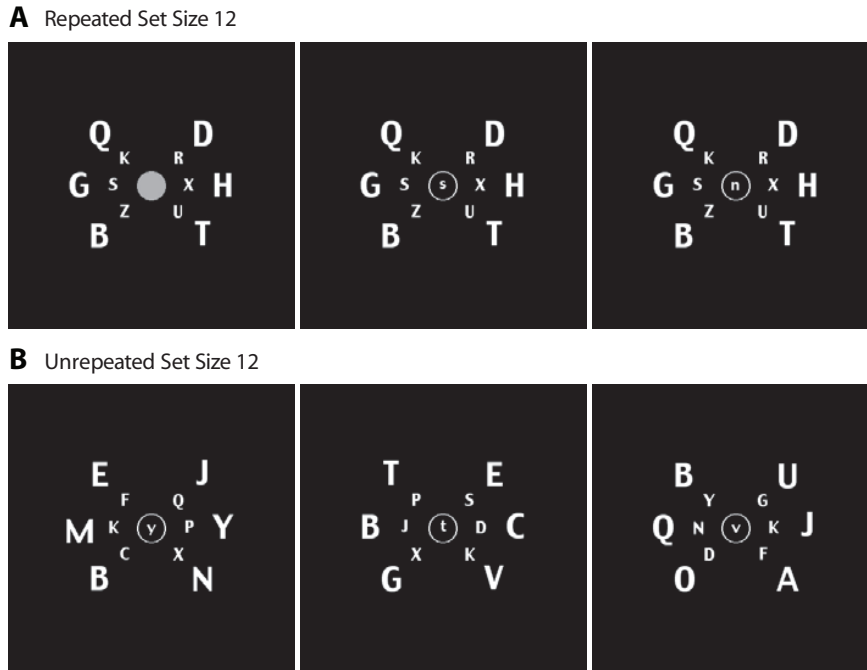 A Repeated Set Size 12
Q D Q D Q D
K R K R K R
G S X H G S s X H G S n X H
Z U Z U Z U
B T B T B T
B Unrepeated Set Size 12
E J T E B U
F Q P S Y G
M K y P Y B J t D C Q N v K J
C X X K D F
B N G V O A